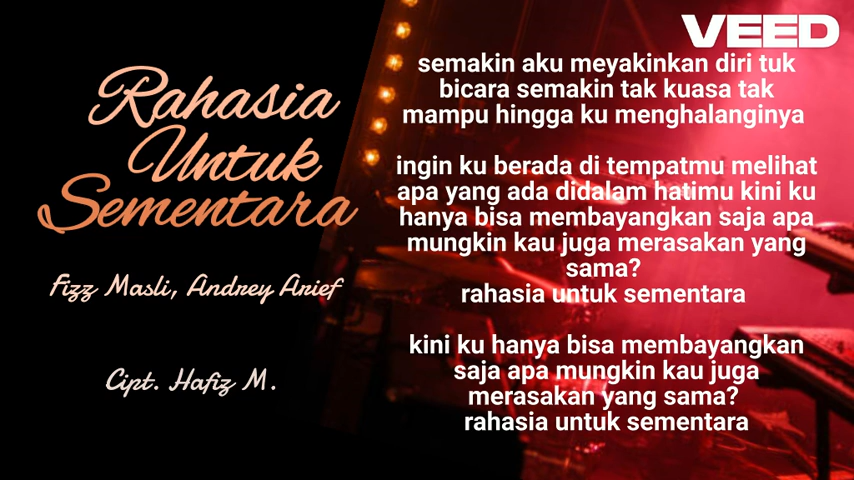 Rahasia
Untuk
Sementara
Fizz Masli, Andrey Arief
Cipt. Hafiz M.
VEED
semakin aku meyakinkan diri tuk
bicara semakin tak kuasa tak
mampu hingga ku menghalanginya
ingin ku berada di tempatmu melihat
apa yang ada didalam hatimu kini ku
hanya bisa membayangkan saja apa
mungkin kau juga merasakan yang
sama?
rahasia untuk sementara
kini ku hanya bisa membayangkan
saja apa mungkin kau juga
merasakan yang sama?
rahasia untuk sementara